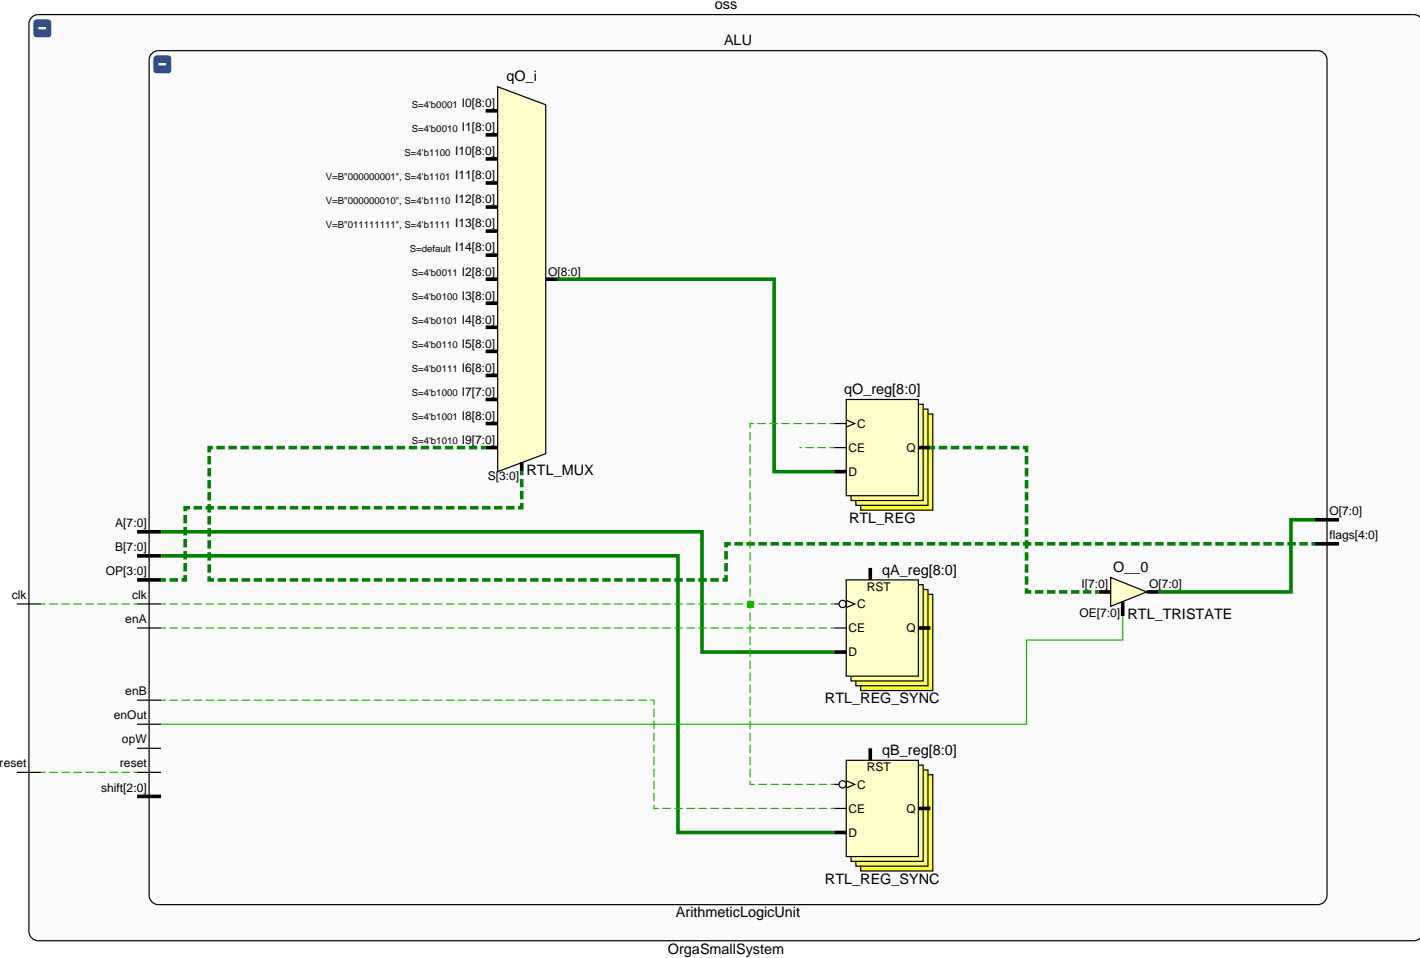 oss
ALU
qO_i
S=4'b0001 I0[8:0]
S=4'b0010 I1[8:0]
S=4'b1100 I10[8:0]
V=B"000000001", S=4'b1101 I11[8:0]
V=B"000000010", S=4'b1110 I12[8:0]
V=B"011111111", S=4'b1111 I13[8:0]
S=default I14[8:0]
S=4'b0011 I2[8:0]
O[8:0]
S=4'b0100 I3[8:0]
S=4'b0101 I4[8:0]
S=4'b0110 I5[8:0]
S=4'b0111 I6[8:0]
S=4'b1000 I7[7:0]
S=4'b1001 I8[8:0]
S=4'b1010 I9[7:0]
S[3:0]
RTL_MUX
qO_reg[8:0]
C
CE
Q
D
RTL_REG
A[7:0]
B[7:0]
OP[3:0]
clk
clk
enA
enB
enOut
opW
reset
reset
shift[2:0]
qA_reg[8:0]
RST
C
CE
Q
D
RTL_REG_SYNC
qB_reg[8:0]
RST
C
CE
Q
D
RTL_REG_SYNC
O__0
I[7:0]
O[7:0]
OE[7:0]
RTL_TRISTATE
O[7:0]
flags[4:0]
ArithmeticLogicUnit
OrgaSmallSystem